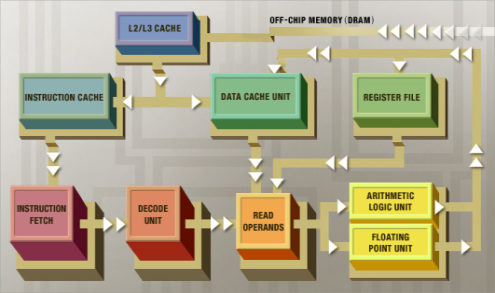 L2/L3 CACHE
OFF-CHIP MEMORY (DRAM)
INSTRUCTION CACHE
DATA CACHE UNIT
REGISTER FILE
INSTRUCTION
FETCH
DECODE
UNIT
READ
OPERANDS
ARITHMETIC
LOGIC UNIT
FLOATING
POINT UNIT